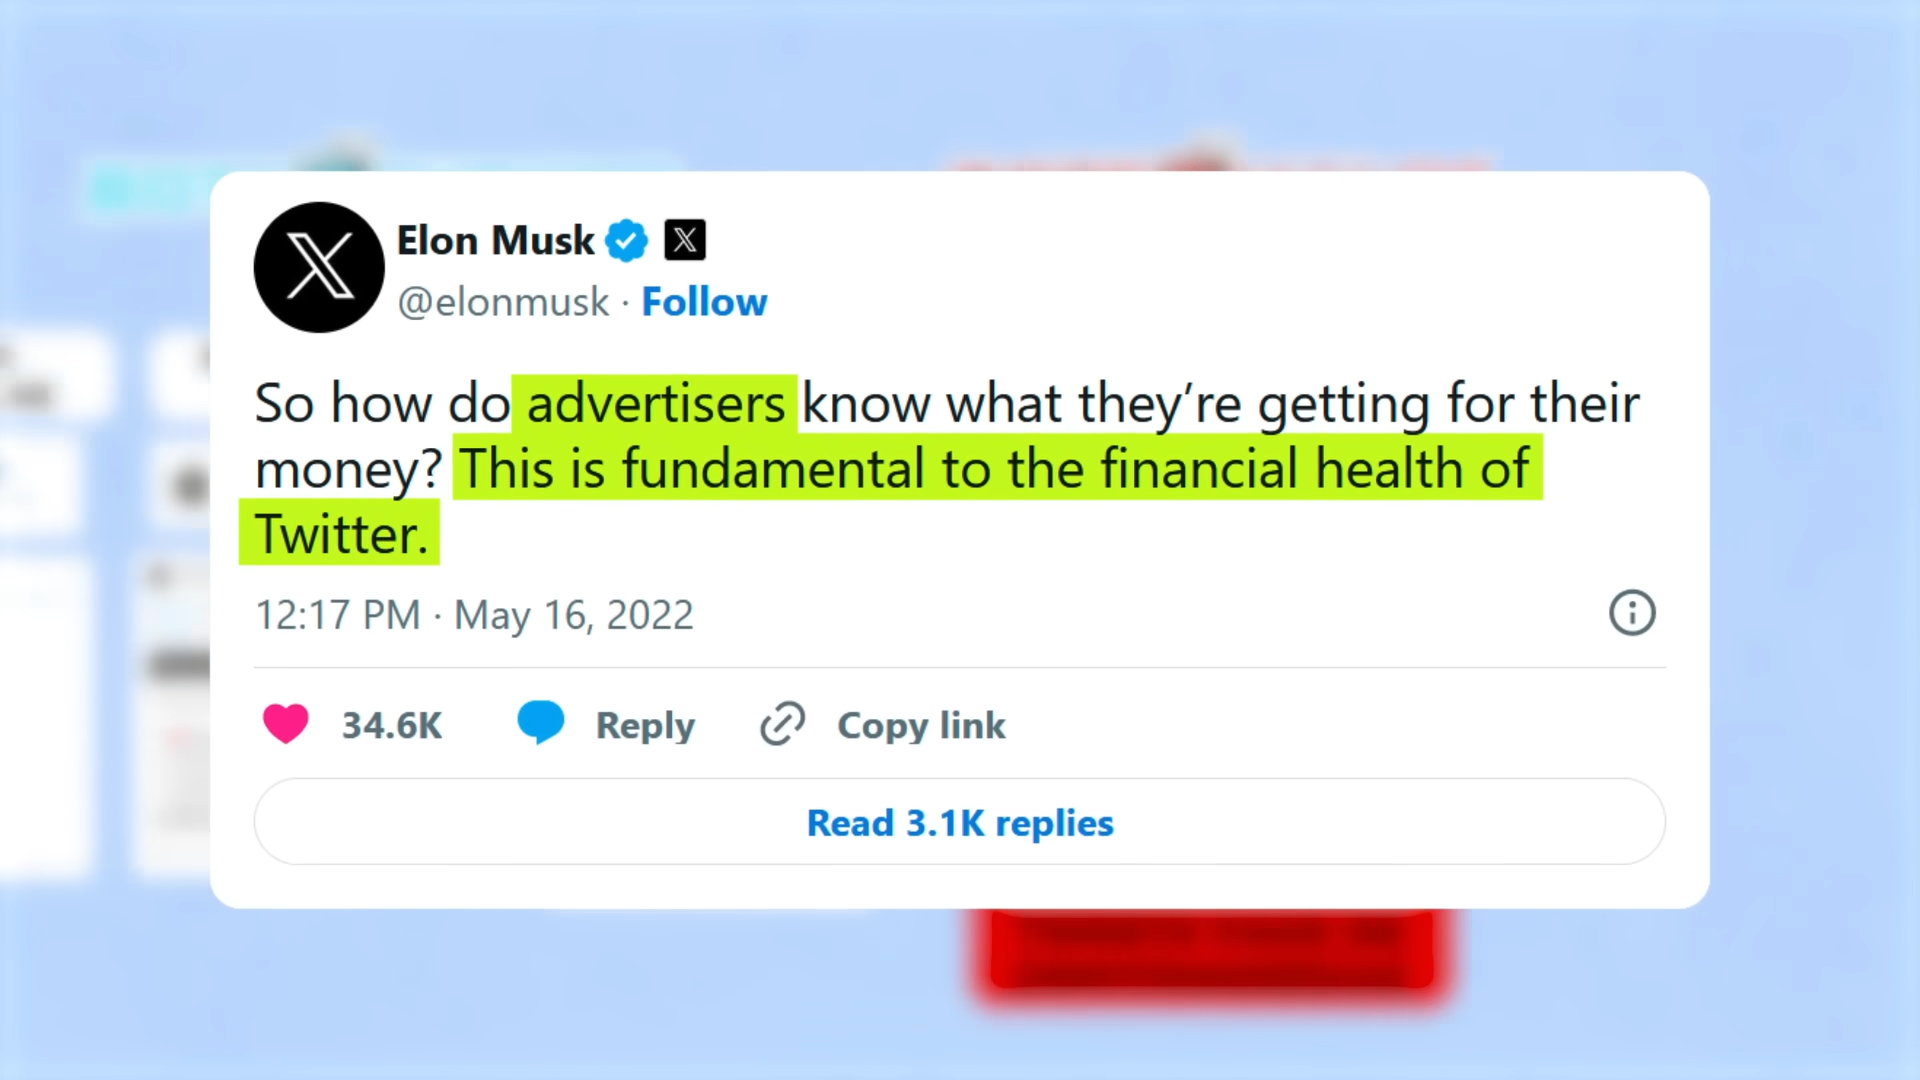 Elon Musk
@elonmusk · Follow
So how do advertisers know what they’re getting for their
money? This is fundamental to the financial health of
Twitter.
12:17 PM · May 16, 2022
34.6K Reply Copy link
Read 3.1K replies